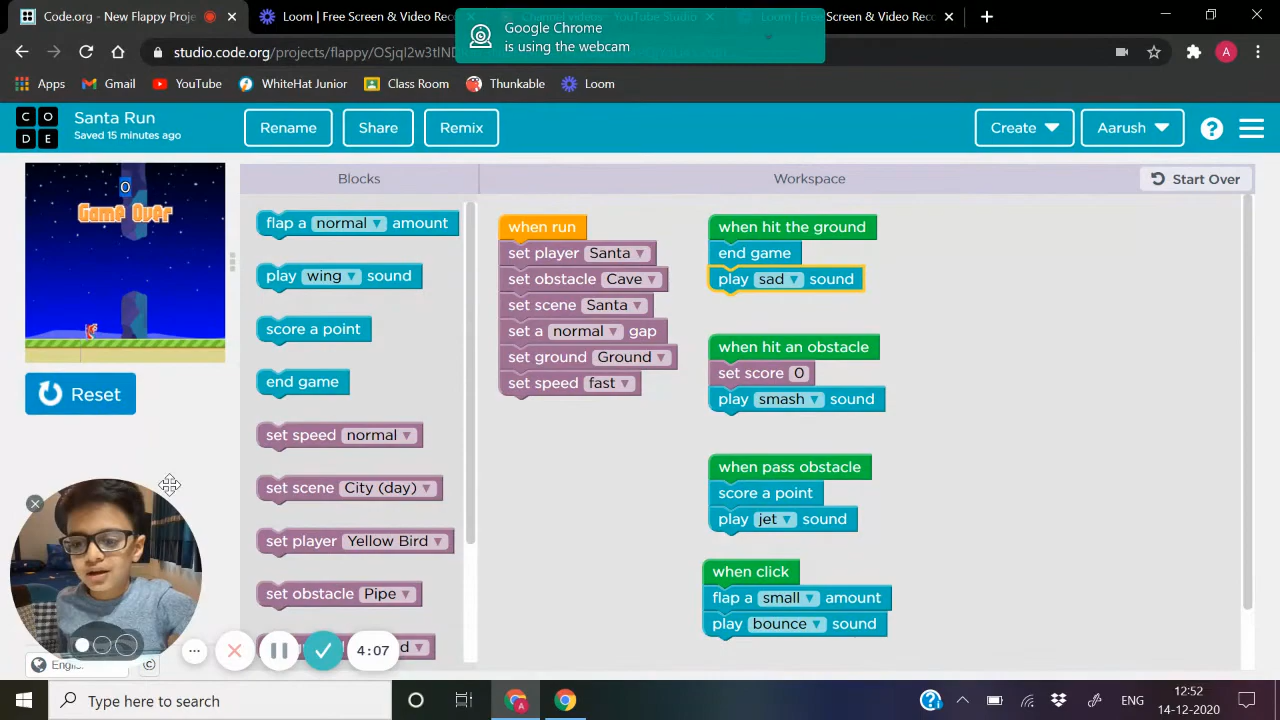 Code.org - New Flappy Proje
Loom | Free Screen & Video Rec
Channel videos - YouTube Studio
Loom | Free Screen & Video Rec
Google Chrome
is using the webcam
studio.code.org/projects/flappy/OSjqI2w3tIND
Apps
Gmail
YouTube
WhiteHat Junior
Class Room
Thunkable
Loom
C O
D E
Santa Run
Saved 15 minutes ago
Rename
Share
Remix
Create
Aarush
?
Blocks
Workspace
Start Over
0
Game Over
Reset
flap a normal amount
play wing sound
score a point
end game
set speed normal
set scene City (day)
set player Yellow Bird
set obstacle Pipe
when run
set player Santa
set obstacle Cave
set scene Santa
set a normal gap
set ground Ground
set speed fast
when hit the ground
end game
play sad sound
when hit an obstacle
set score 0
play smash sound
when pass obstacle
score a point
play jet sound
when click
flap a small amount
play bounce sound
4:07
Englis
Type here to search
ENG
12:52
14-12-2020